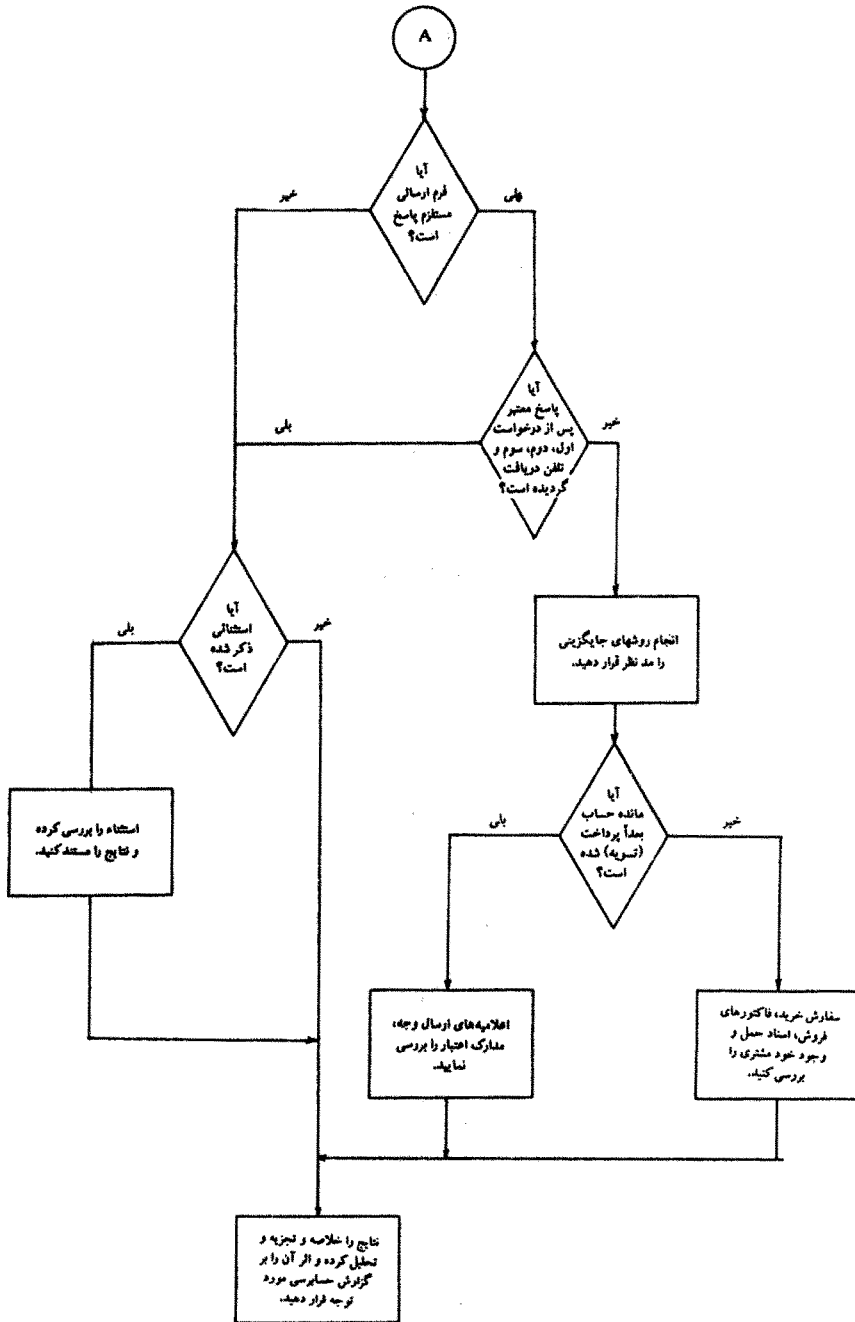 A
آیا
فرم ارسالی
مستلزم پاسخ
است؟
خیر
بلی
آیا
پاسخ معتبر
پس از درخواست
اول، دوم، سوم و
تلفن دریافت
گردیده است؟
بلی
خیر
آیا
استثنائی
ذکر شده
است؟
بلی
خیر
انجام روشهای جایگزینی
را مد نظر قرار دهید.
استثناء را بررسی کرده
و نتایج را مستند کنید.
آیا
مانده حساب
بعداً پرداخت
(تسویه) شده
است؟
بلی
خیر
اعلامیه‌های ارسال وجه،
مدارک اعتبار را بررسی
نمایید.
سفارش خرید، فاکتورهای
فروش، اسناد حمل و
وجود خود مشتری را
بررسی کنید.
نتایج را خلاصه و تجزیه و
تحلیل کرده و اثر آن را بر
گزارش حسابرسی مورد
توجه قرار دهید.